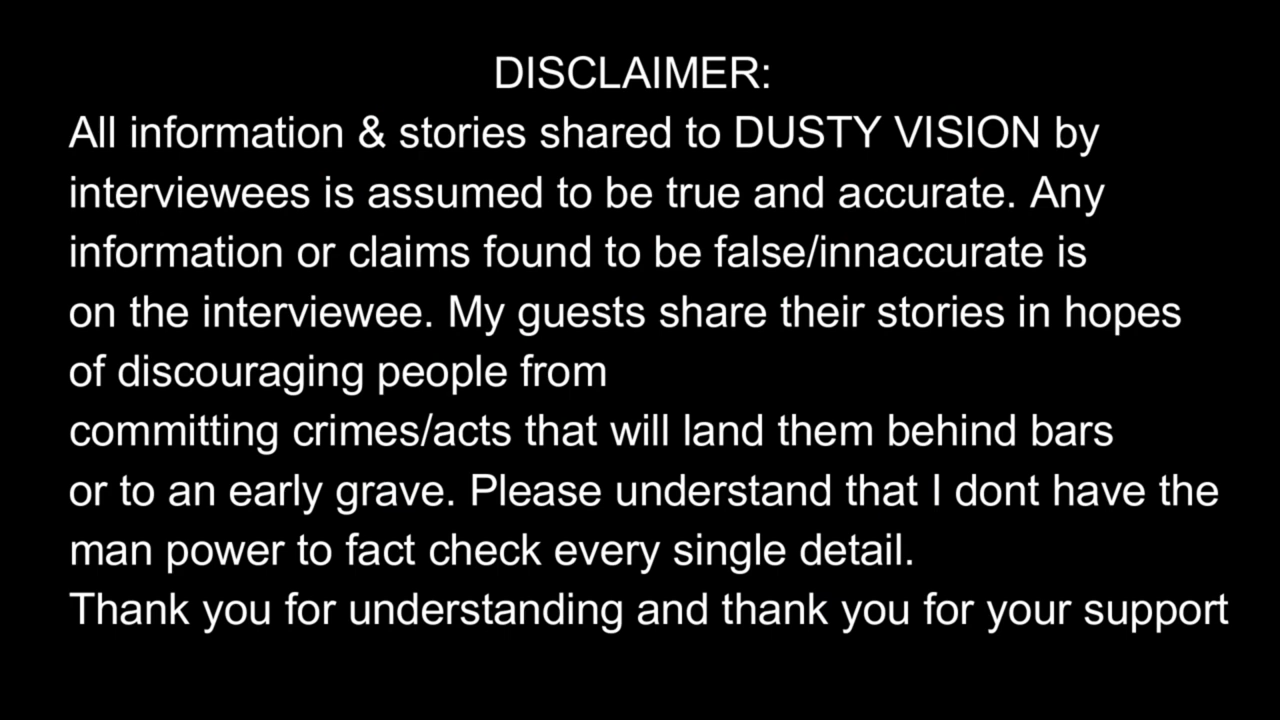 DISCLAIMER:
All information & stories shared to DUSTY VISION by
interviewees is assumed to be true and accurate. Any
information or claims found to be false/innaccurate is
on the interviewee. My guests share their stories in hopes
of discouraging people from
committing crimes/acts that will land them behind bars
or to an early grave. Please understand that I dont have the
man power to fact check every single detail.
Thank you for understanding and thank you for your support